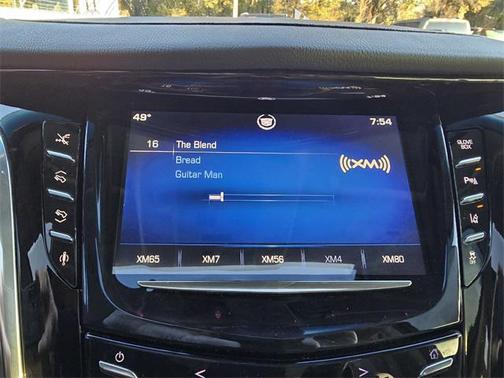 49° 7:54
16 The Blend
Bread
Guitar Man
((XM))
XM65 XM7 XM56 XM4 XM80
GLOVE BOX